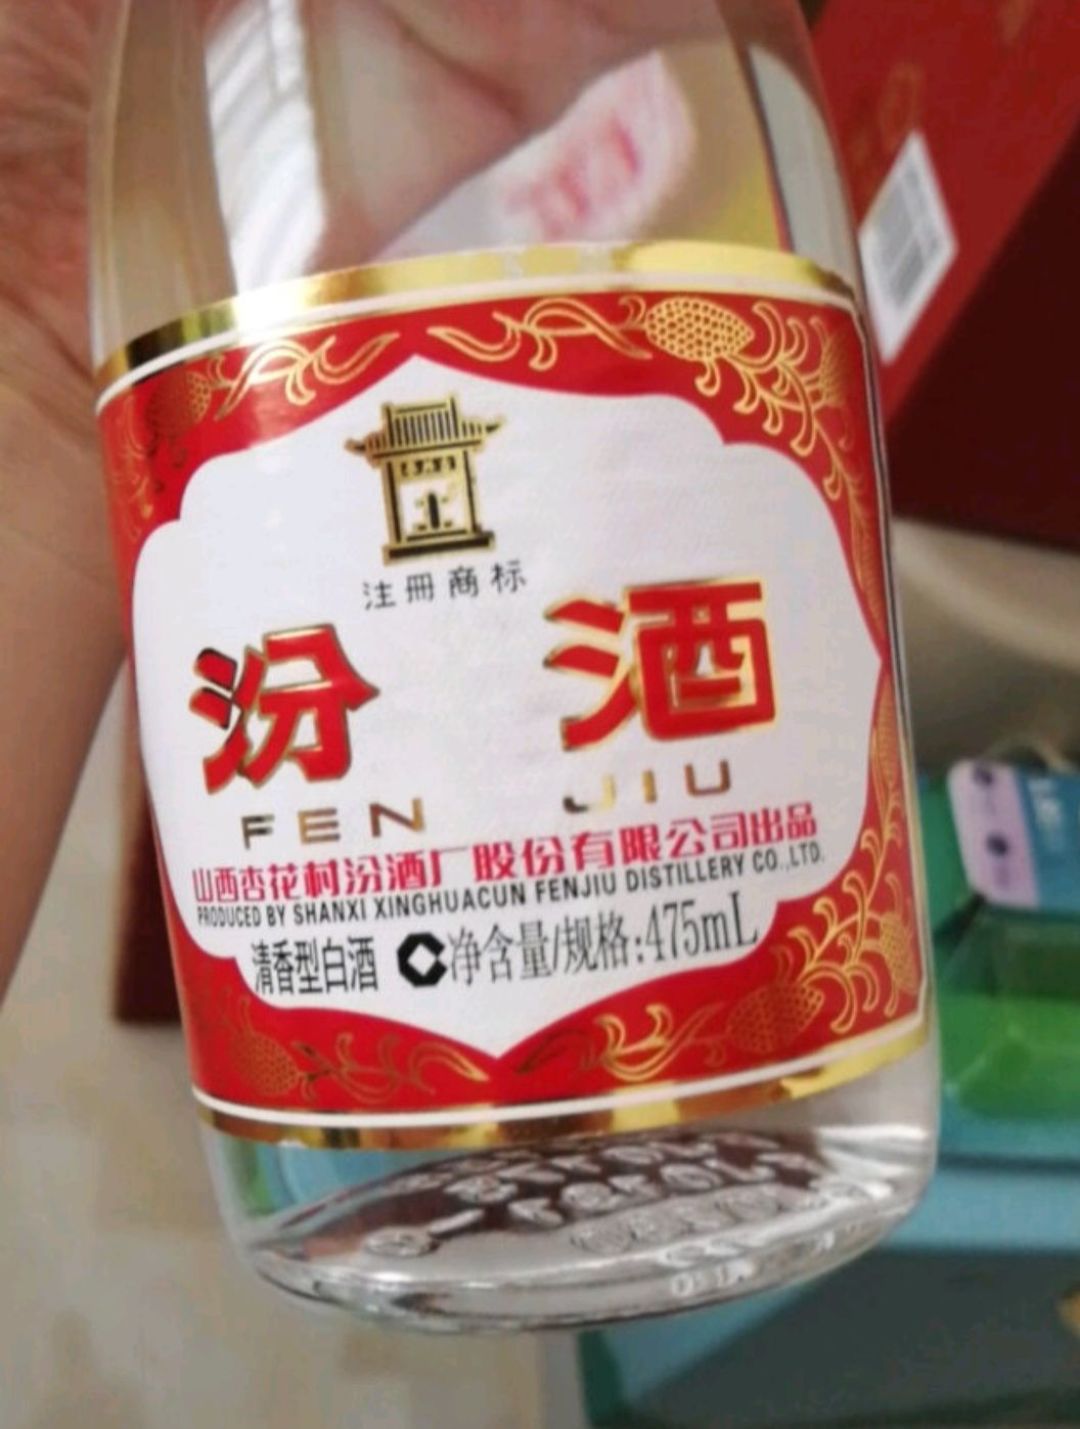 注册商标
汾酒
FEN JIU
山西杏花村汾酒厂股份有限公司出品
PRODUCED BY SHANXI XINGHUACUN FENJIU DISTILLERY CO.,LTD.
清香型白酒 净含量/规格:475mL